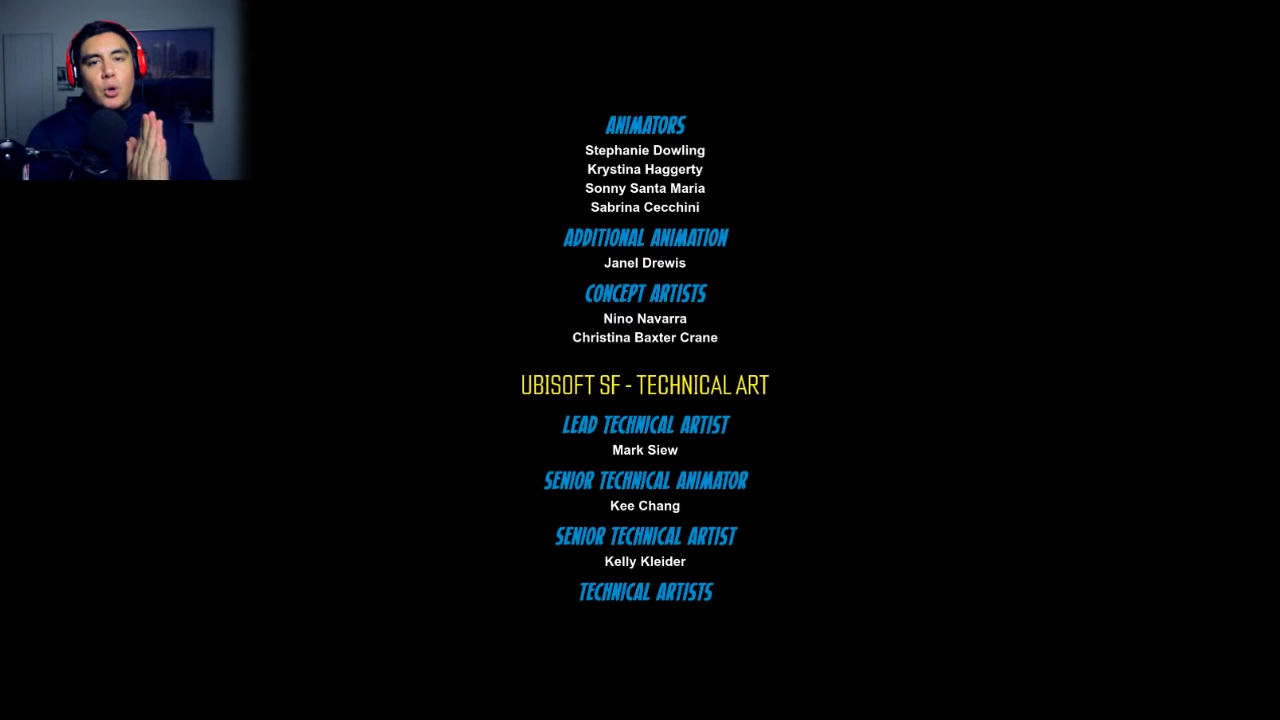 ANIMATORS
Stephanie Dowling
Krystina Haggerty
Sonny Santa Maria
Sabrina Cecchini
ADDITIONAL ANIMATION
Janel Drewis
CONCEPT ARTISTS
Nino Navarra
Christina Baxter Crane
UBISOFT SF - TECHNICAL ART
LEAD TECHNICAL ARTIST
Mark Siew
SENIOR TECHNICAL ANIMATOR
Kee Chang
SENIOR TECHNICAL ARTIST
Kelly Kleider
TECHNICAL ARTISTS